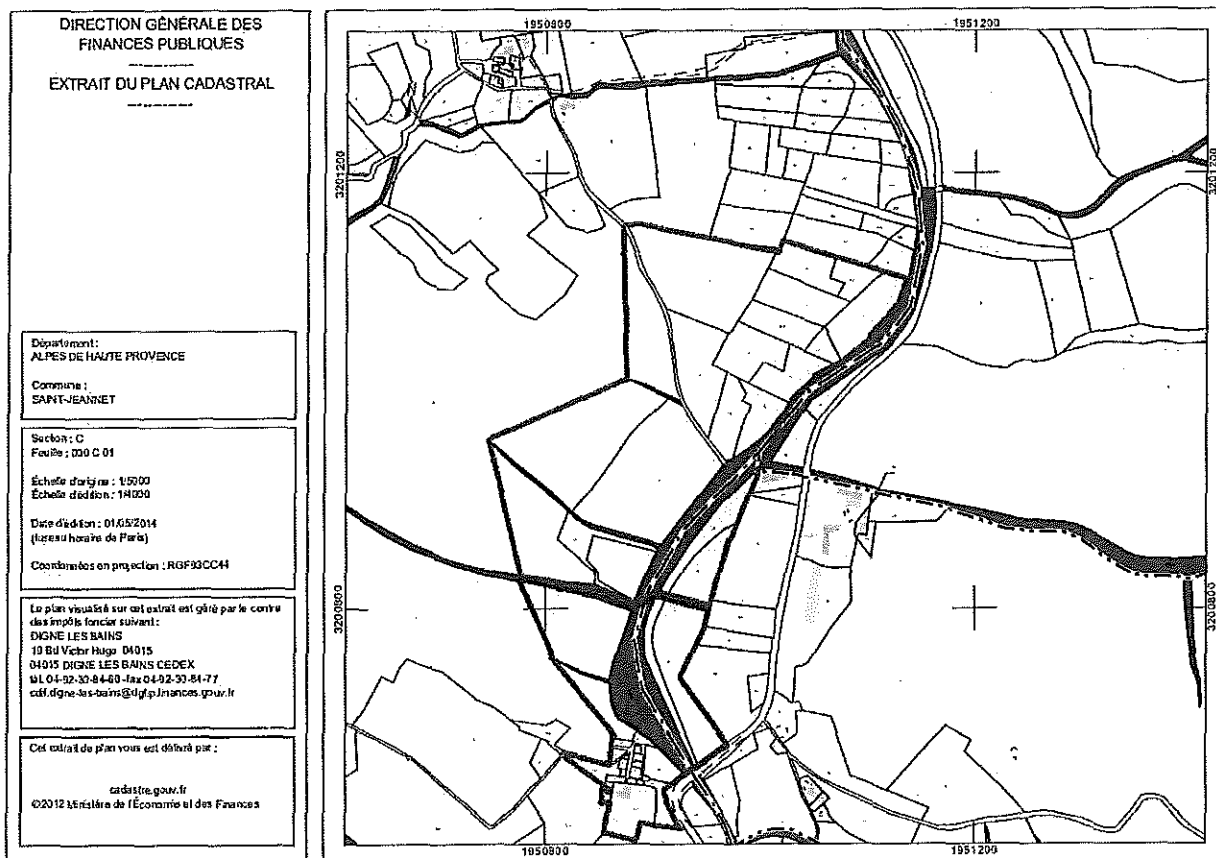 DIRECTION GÉNÉRALE DES
FINANCES PUBLIQUES
EXTRAIT DU PLAN CADASTRAL
Département :
ALPES DE HAUTE PROVENCE
Commune :
SAINT-JEANNET
Section : C
Feuille : 000 C 01
Échelle d'origine : 1/5000
Échelle d'édition : 1/4000
Date d'édition : 01/05/2014
(fuseau horaire de Paris)
Coordonnées en projection : RGF93CC44
Le plan visualisé sur cet extrait est géré par le centre
des impôts foncier suivant :
DIGNE LES BAINS
19 Bd Victor Hugo 04015
04015 DIGNE LES BAINS CEDEX
tél. 04-92-30-84-60 -fax 04-92-30-84-77
cdif.digne-les-bains@dgfip.finances.gouv.fr
Cet extrait de plan vous est délivré par :
cadastre.gouv.fr
©2012 Ministère de l'Économie et des Finances
1950800
1951200
3201200
3201200
3200800
3200800
1950800
1951200